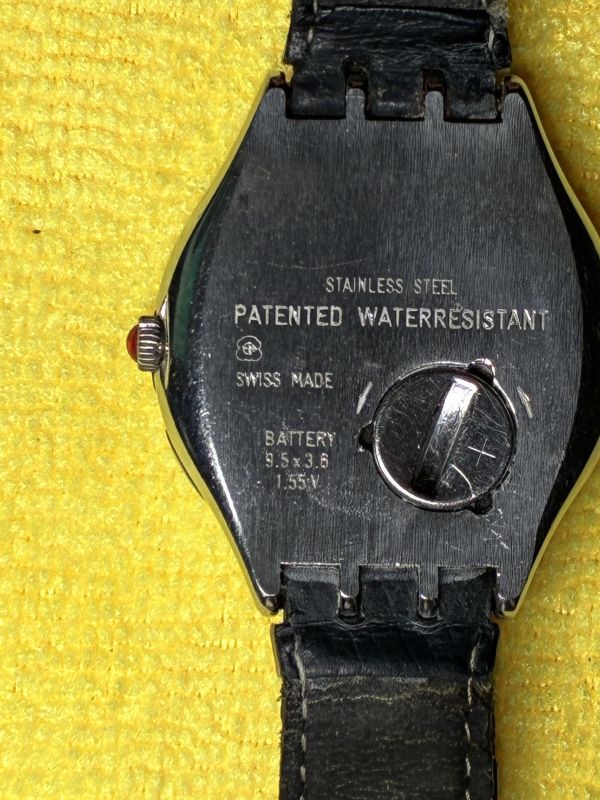 STAINLESS STEEL
PATENTED WATERRESISTANT
SWISS MADE
BATTERY
9.5 x 3.6
1.55 V
+